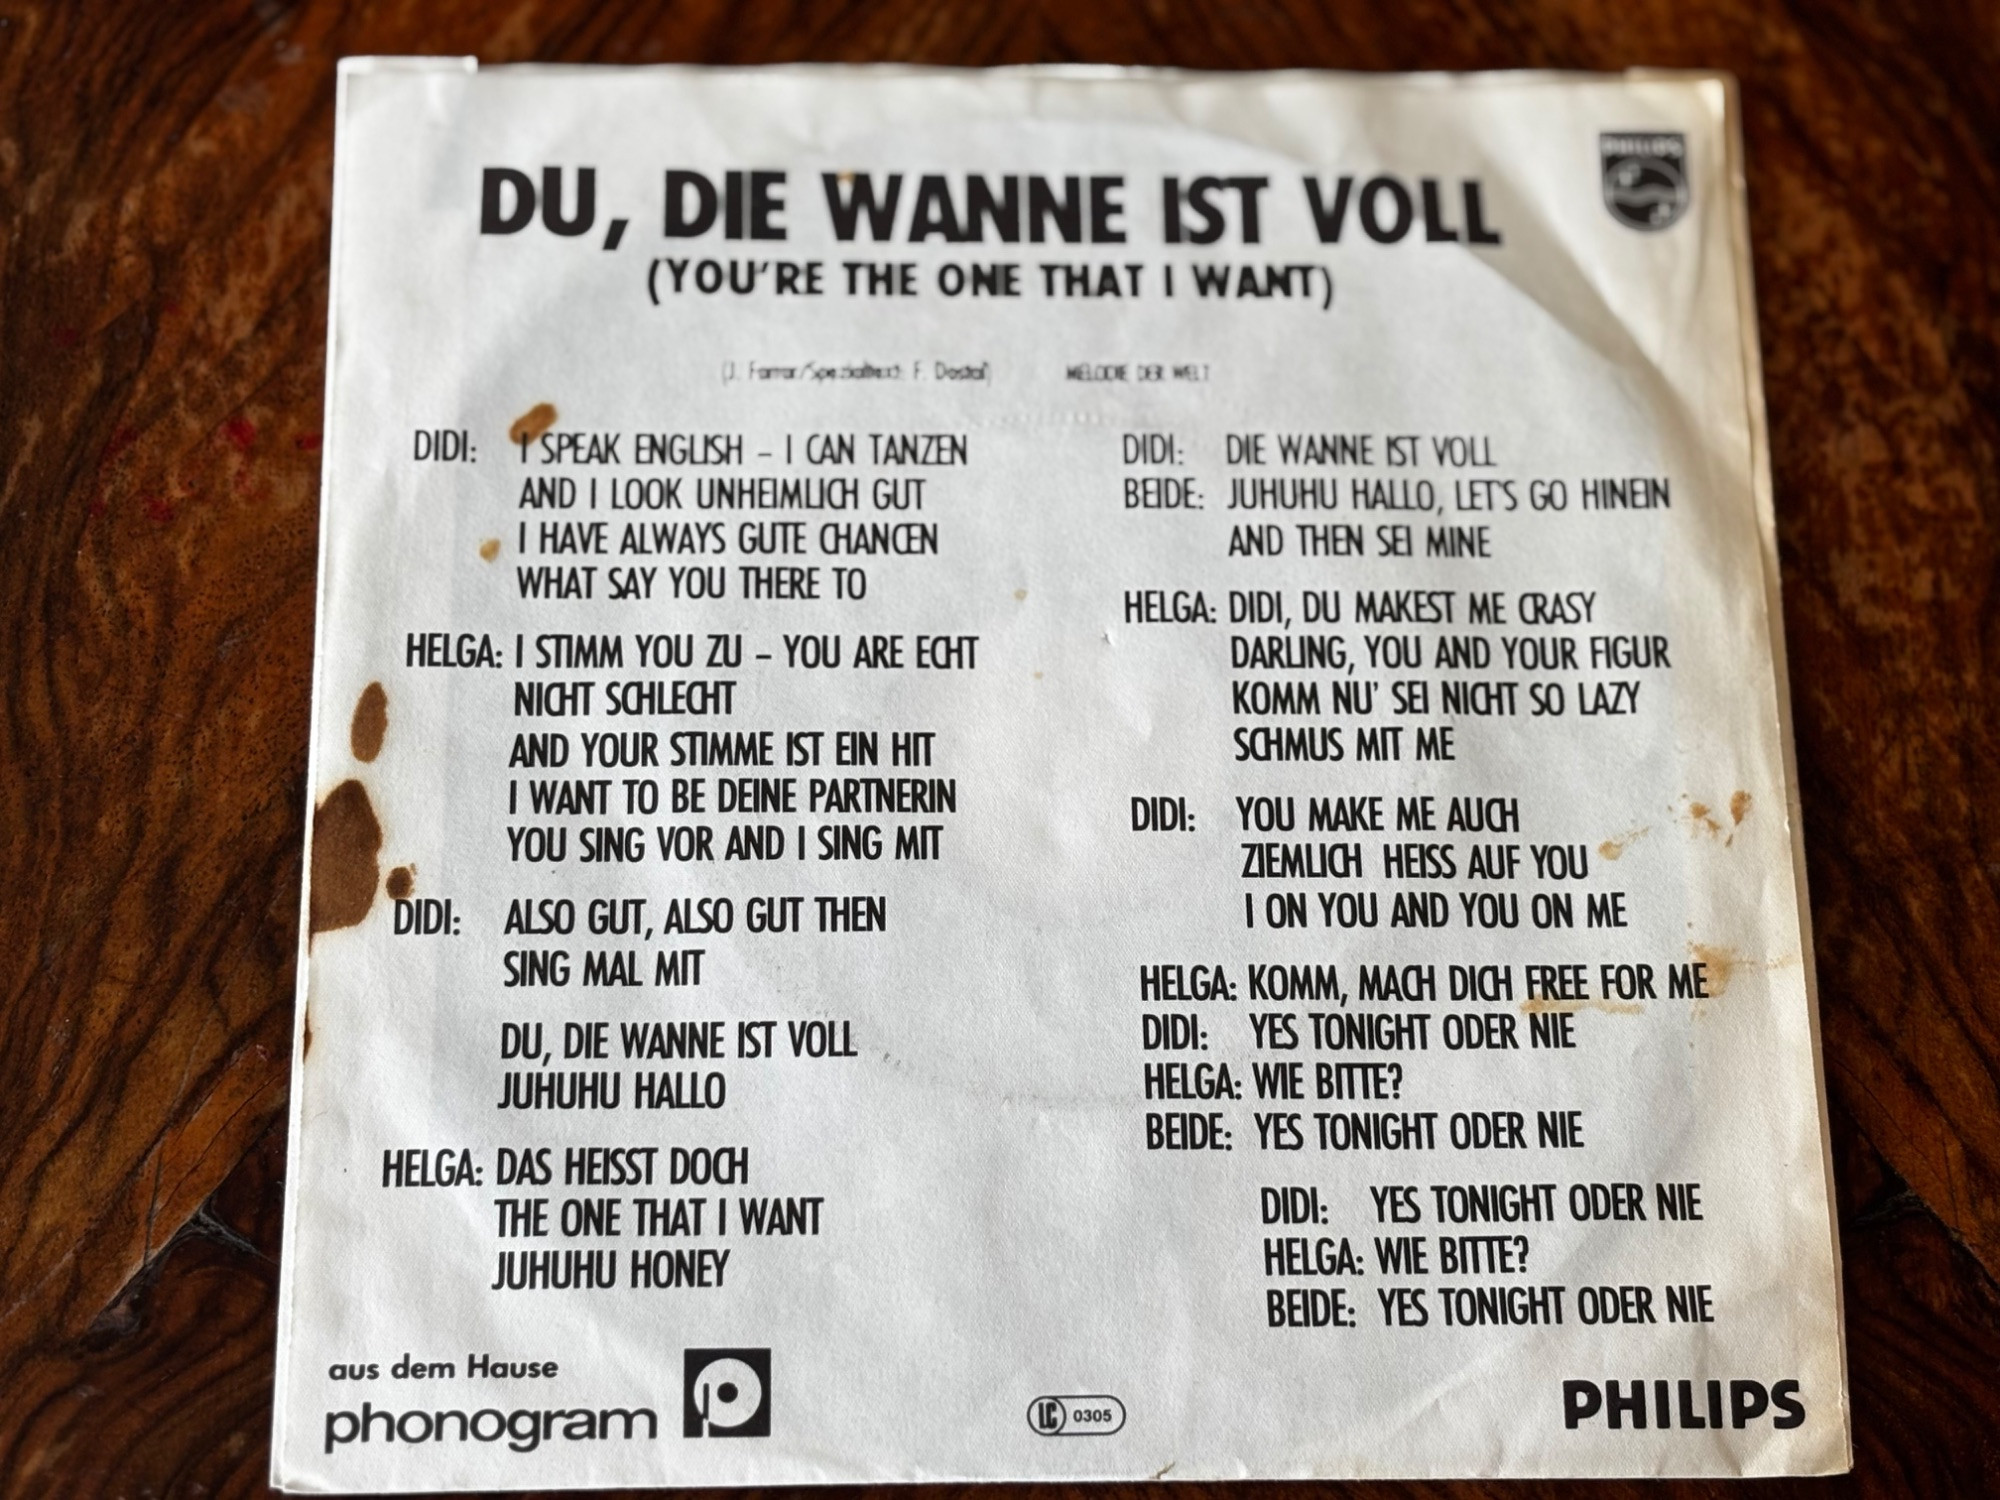 DU, DIE WANNE IST VOLL
(YOU'RE THE ONE THAT I WANT)
PHILIPS
(J. Farrar/Spezialtext: F. Dostal) MELODIE DER WELT
DIDI: I SPEAK ENGLISH – I CAN TANZEN
AND I LOOK UNHEIMLICH GUT
I HAVE ALWAYS GUTE CHANCEN
WHAT SAY YOU THERE TO
HELGA: I STIMM YOU ZU – YOU ARE ECHT
NICHT SCHLECHT
AND YOUR STIMME IST EIN HIT
I WANT TO BE DEINE PARTNERIN
YOU SING VOR AND I SING MIT
DIDI: ALSO GUT, ALSO GUT THEN
SING MAL MIT
DU, DIE WANNE IST VOLL
JUHUHU HALLO
HELGA: DAS HEISST DOCH
THE ONE THAT I WANT
JUHUHU HONEY
DIDI: DIE WANNE IST VOLL
BEIDE: JUHUHU HALLO, LET'S GO HINEIN
AND THEN SEI MINE
HELGA: DIDI, DU MAKEST ME CRASY
DARLING, YOU AND YOUR FIGUR
KOMM NU' SEI NICHT SO LAZY
SCHMUS MIT ME
DIDI: YOU MAKE ME AUCH
ZIEMLICH HEISS AUF YOU
I ON YOU AND YOU ON ME
HELGA: KOMM, MACH DICH FREE FOR ME
DIDI: YES TONIGHT ODER NIE
HELGA: WIE BITTE?
BEIDE: YES TONIGHT ODER NIE
DIDI: YES TONIGHT ODER NIE
HELGA: WIE BITTE?
BEIDE: YES TONIGHT ODER NIE
aus dem Hause
phonogram
LC 0305
PHILIPS